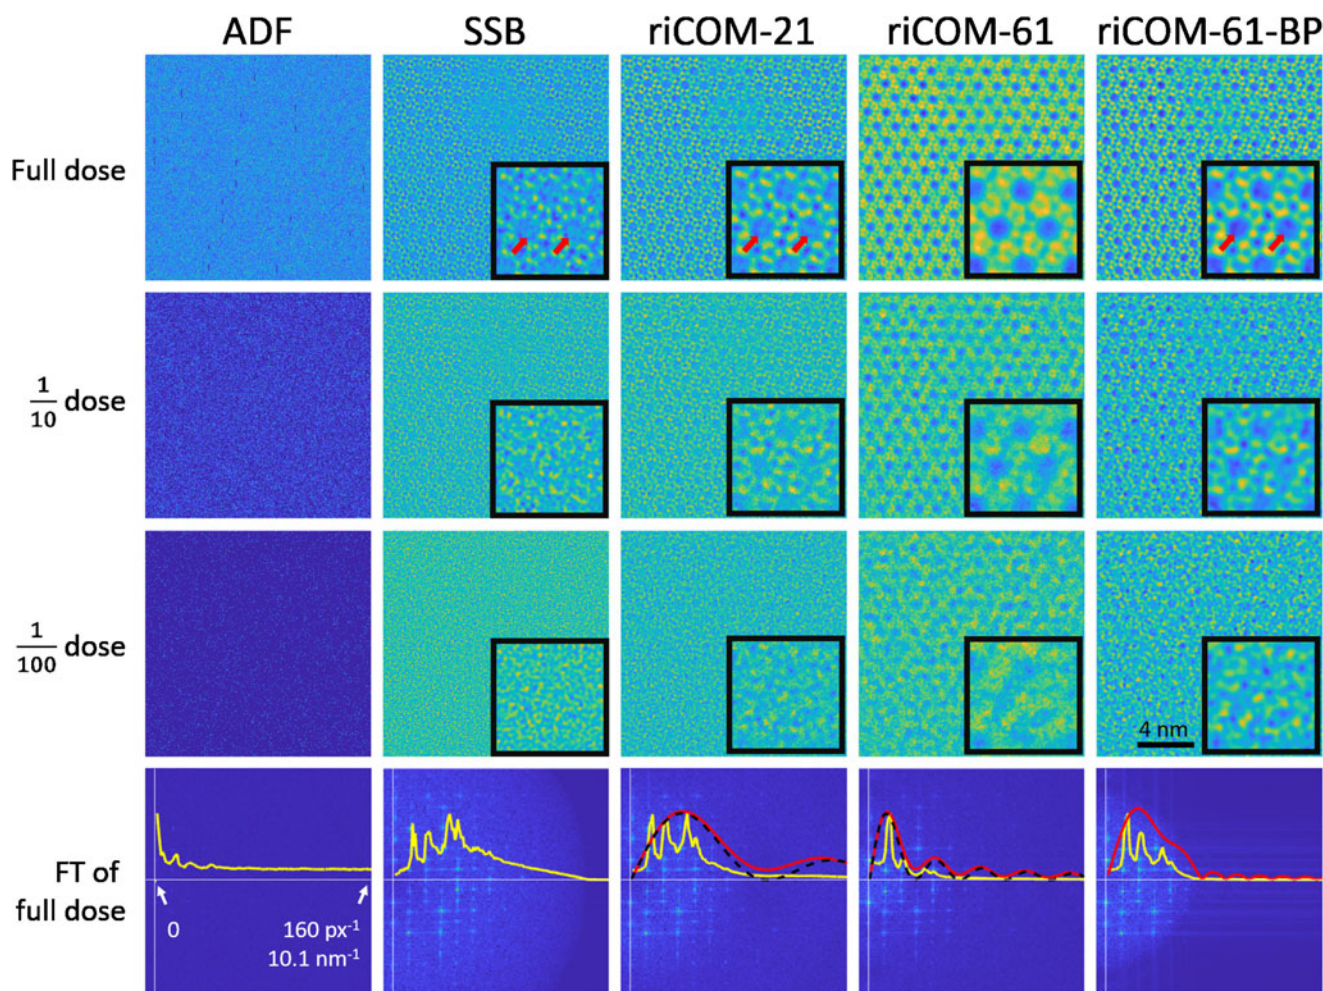 ADF SSB riCOM-21 riCOM-61 riCOM-61-BP
Full dose
1/10 dose
1/100 dose
4 nm
FT of
full dose
0 160 px⁻¹
10.1 nm⁻¹